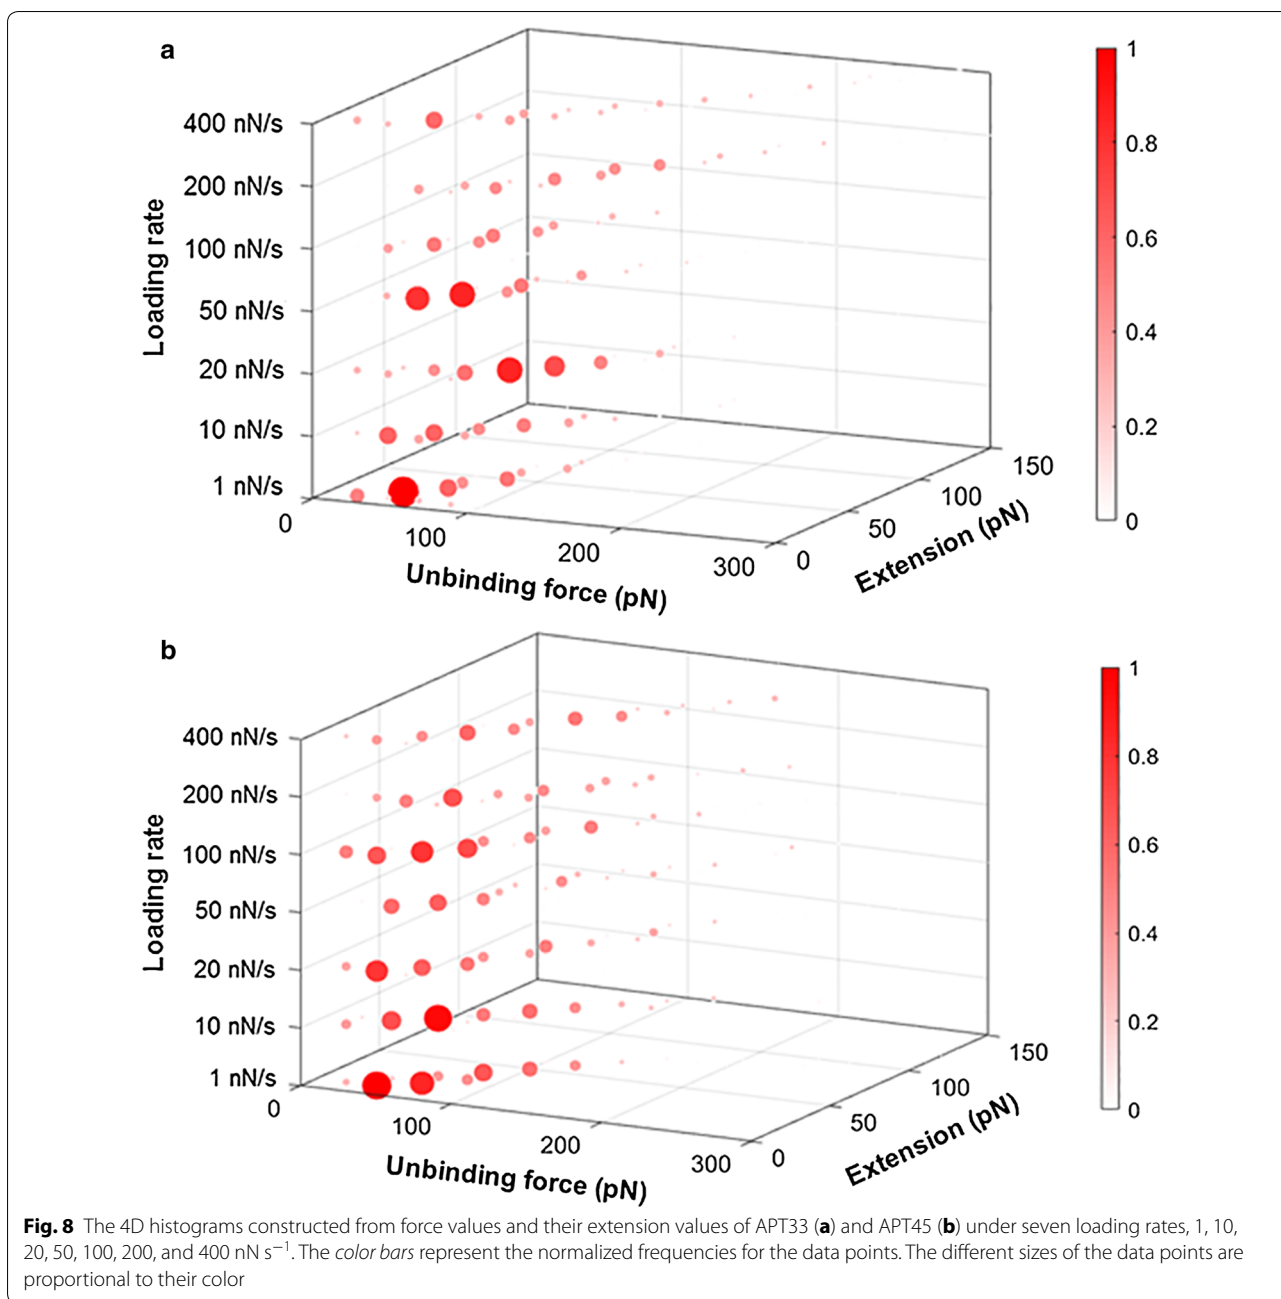 a
400 nN/s
200 nN/s
100 nN/s
50 nN/s
20 nN/s
10 nN/s
1 nN/s
Loading rate
0
100
200
300
Unbinding force (pN)
0
50
100
150
Extension (pN)
1
0.8
0.6
0.4
0.2
0
b
400 nN/s
200 nN/s
100 nN/s
50 nN/s
20 nN/s
10 nN/s
1 nN/s
Loading rate
0
100
200
300
Unbinding force (pN)
0
50
100
150
Extension (pN)
1
0.8
0.6
0.4
0.2
0
Fig. 8 The 4D histograms constructed from force values and their extension values of APT33 (a) and APT45 (b) under seven loading rates, 1, 10,
20, 50, 100, 200, and 400 nN s⁻¹. The color bars represent the normalized frequencies for the data points. The different sizes of the data points are
proportional to their color